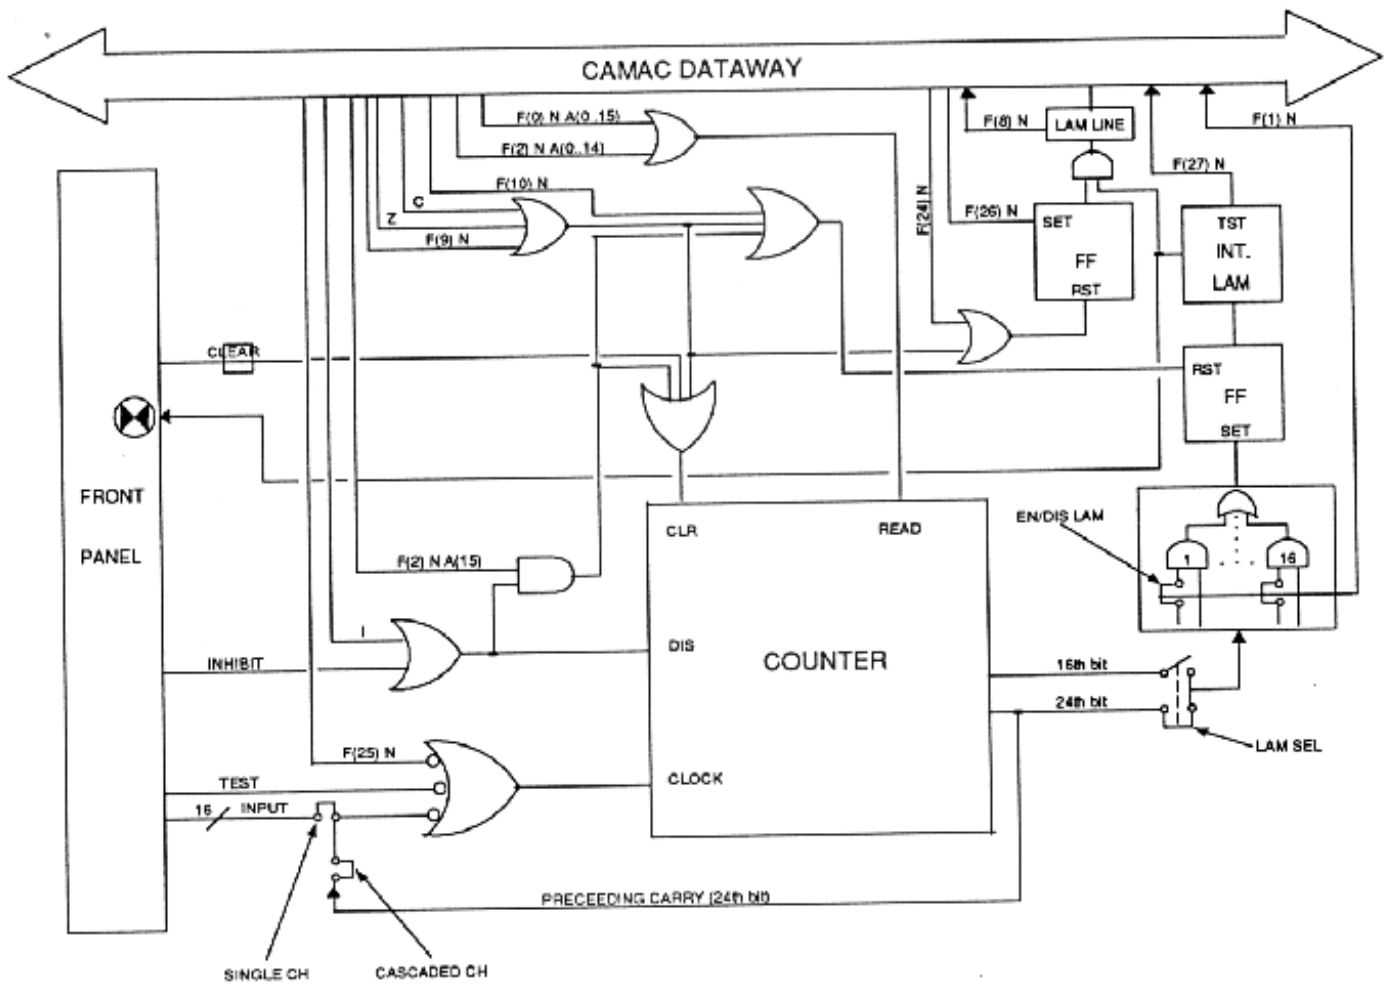 CAMAC DATAWAY
F(0) N A(0..15)
F(2) N A(0..14)
F(10) N
C
Z
F(9) N
F(24) N
F(8) N
LAM LINE
F(1) N
F(27) N
F(26) N
SET
FF
RST
TST
INT.
LAM
CLEAR
RST
FF
SET
FRONT
PANEL
CLR
READ
EN/DIS LAM
1
16
F(2) N A(15)
I
DIS
COUNTER
INHIBIT
16th bit
24th bit
LAM SEL
F(25) N
TEST
CLOCK
16
INPUT
PRECEEDING CARRY (24th bit)
SINGLE CH
CASCADED CH